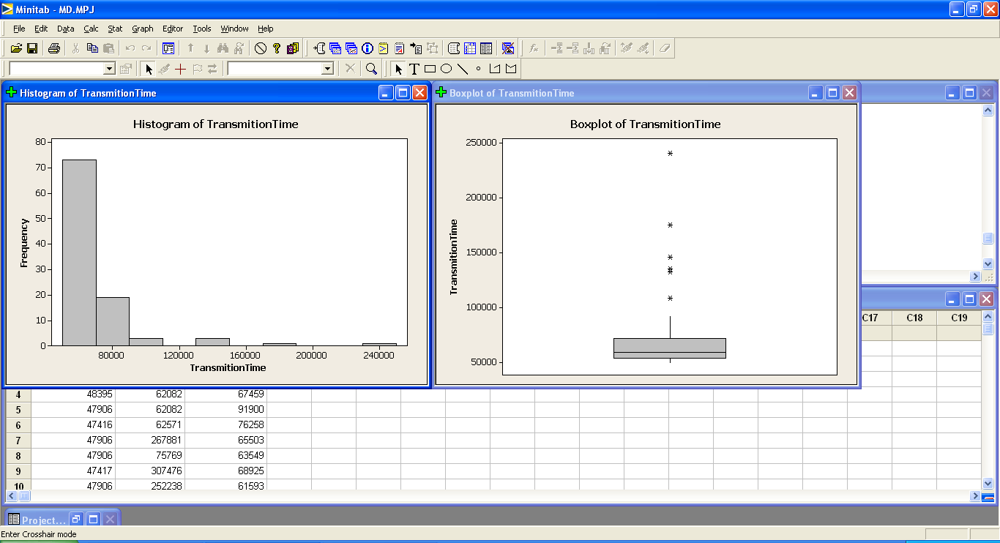 Minitab - MD.MPJ
File Edit Data Calc Stat Graph Editor Tools Window Help
Histogram of TransmitionTime
Histogram of TransmitionTime
80
70
60
50
40
30
20
10
0
Frequency
80000 120000 160000 200000 240000
TransmitionTime
Boxplot of TransmitionTime
Boxplot of TransmitionTime
250000
200000
150000
100000
50000
TransmitionTime
C17 C18 C19
4 48395 62082 67459
5 47906 62082 91900
6 47416 62571 76258
7 47906 267881 65503
8 47906 75769 63549
9 47417 307476 68925
10 47906 252238 61593
Project...
Enter Crosshair mode